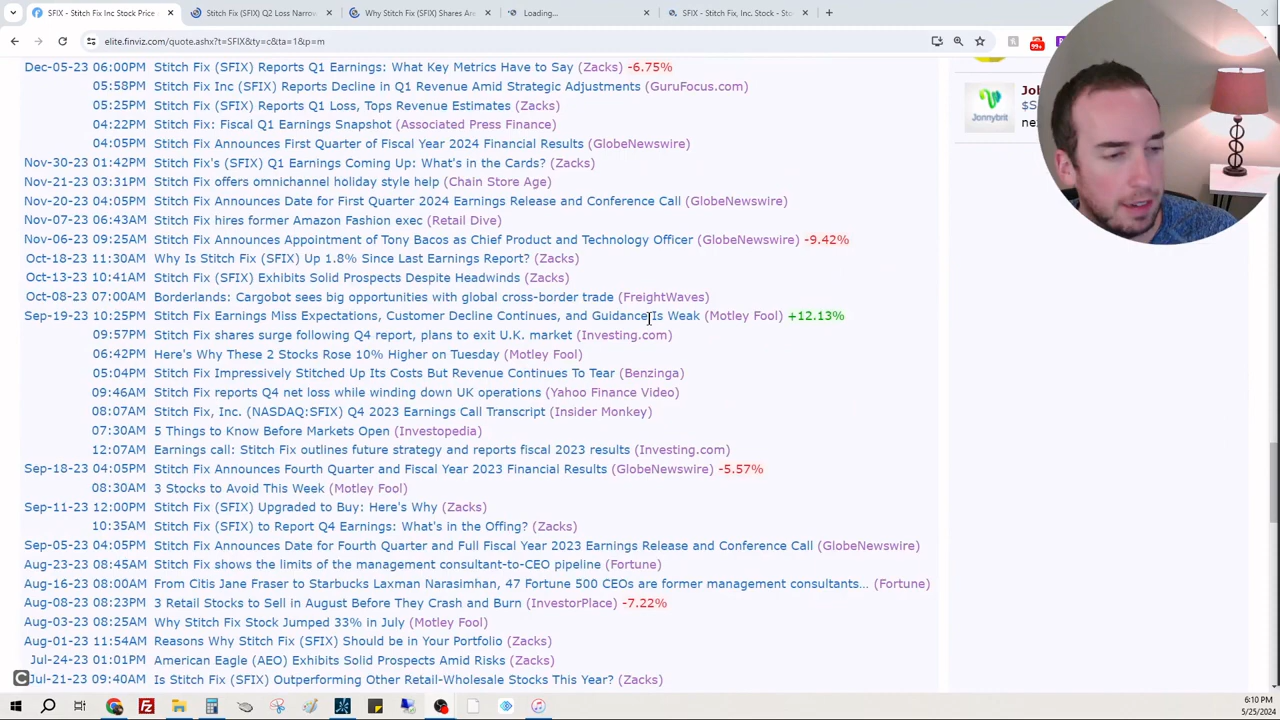 SFIX - Stitch Fix Inc Stock Price
Stitch Fix (SFIX) Q2 Loss Narrow
Why Stitch Fix (SFIX) Shares Are
Loading...
SFIX - Stitch Fix, Inc. Stock - Sto
elite.finviz.com/quote.ashx?t=SFIX&ty=c&ta=1&p=m
99+
Dec-05-23 06:00PM Stitch Fix (SFIX) Reports Q1 Earnings: What Key Metrics Have to Say (Zacks) -6.75%
05:58PM Stitch Fix Inc (SFIX) Reports Decline in Q1 Revenue Amid Strategic Adjustments (GuruFocus.com)
05:25PM Stitch Fix (SFIX) Reports Q1 Loss, Tops Revenue Estimates (Zacks)
04:22PM Stitch Fix: Fiscal Q1 Earnings Snapshot (Associated Press Finance)
04:05PM Stitch Fix Announces First Quarter of Fiscal Year 2024 Financial Results (GlobeNewswire)
Nov-30-23 01:42PM Stitch Fix's (SFIX) Q1 Earnings Coming Up: What's in the Cards? (Zacks)
Nov-21-23 03:31PM Stitch Fix offers omnichannel holiday style help (Chain Store Age)
Nov-20-23 04:05PM Stitch Fix Announces Date for First Quarter 2024 Earnings Release and Conference Call (GlobeNewswire)
Nov-07-23 06:43AM Stitch Fix hires former Amazon Fashion exec (Retail Dive)
Nov-06-23 09:25AM Stitch Fix Announces Appointment of Tony Bacos as Chief Product and Technology Officer (GlobeNewswire) -9.42%
Oct-18-23 11:30AM Why Is Stitch Fix (SFIX) Up 1.8% Since Last Earnings Report? (Zacks)
Oct-13-23 10:41AM Stitch Fix (SFIX) Exhibits Solid Prospects Despite Headwinds (Zacks)
Oct-08-23 07:00AM Borderlands: Cargobot sees big opportunities with global cross-border trade (FreightWaves)
Sep-19-23 10:25PM Stitch Fix Earnings Miss Expectations, Customer Decline Continues, and Guidance Is Weak (Motley Fool) +12.13%
09:57PM Stitch Fix shares surge following Q4 report, plans to exit U.K. market (Investing.com)
06:42PM Here's Why These 2 Stocks Rose 10% Higher on Tuesday (Motley Fool)
05:04PM Stitch Fix Impressively Stitched Up Its Costs But Revenue Continues To Tear (Benzinga)
09:46AM Stitch Fix reports Q4 net loss while winding down UK operations (Yahoo Finance Video)
08:07AM Stitch Fix, Inc. (NASDAQ:SFIX) Q4 2023 Earnings Call Transcript (Insider Monkey)
07:30AM 5 Things to Know Before Markets Open (Investopedia)
12:07AM Earnings call: Stitch Fix outlines future strategy and reports fiscal 2023 results (Investing.com)
Sep-18-23 04:05PM Stitch Fix Announces Fourth Quarter and Fiscal Year 2023 Financial Results (GlobeNewswire) -5.57%
08:30AM 3 Stocks to Avoid This Week (Motley Fool)
Sep-11-23 12:00PM Stitch Fix (SFIX) Upgraded to Buy: Here's Why (Zacks)
10:35AM Stitch Fix (SFIX) to Report Q4 Earnings: What's in the Offing? (Zacks)
Sep-05-23 04:05PM Stitch Fix Announces Date for Fourth Quarter and Full Fiscal Year 2023 Earnings Release and Conference Call (GlobeNewswire)
Aug-23-23 08:45AM Stitch Fix shows the limits of the management consultant-to-CEO pipeline (Fortune)
Aug-16-23 08:00AM From Citis Jane Fraser to Starbucks Laxman Narasimhan, 47 Fortune 500 CEOs are former management consultants... (Fortune)
Aug-08-23 08:23PM 3 Retail Stocks to Sell in August Before They Crash and Burn (InvestorPlace) -7.22%
Aug-03-23 08:25AM Why Stitch Fix Stock Jumped 33% in July (Motley Fool)
Aug-01-23 11:54AM Reasons Why Stitch Fix (SFIX) Should be in Your Portfolio (Zacks)
Jul-24-23 01:01PM American Eagle (AEO) Exhibits Solid Prospects Amid Risks (Zacks)
Jul-21-23 09:40AM Is Stitch Fix (SFIX) Outperforming Other Retail-Wholesale Stocks This Year? (Zacks)
Jonnybrit
Jo
$S
ne
6:10 PM
5/25/2024